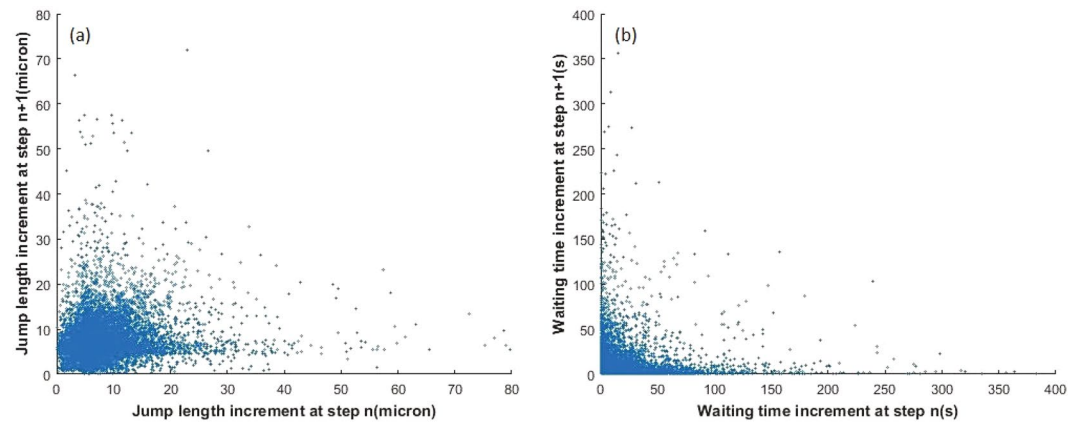 (a)
Jump length increment at step n+1(micron)
80
70
60
50
40
30
20
10
0
0 10 20 30 40 50 60 70 80
Jump length increment at step n(micron)
(b)
Waiting time increment at step n+1(s)
400
350
300
250
200
150
100
50
0
0 50 100 150 200 250 300 350 400
Waiting time increment at step n(s)